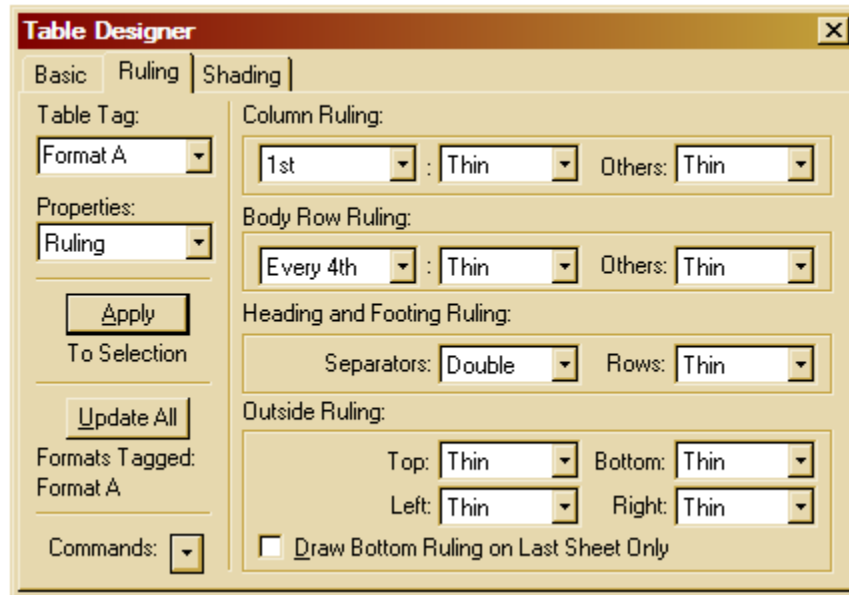 Table Designer
Basic Ruling Shading
Table Tag:
Format A
Properties:
Ruling
Apply
To Selection
Update All
Formats Tagged:
Format A
Commands:
Column Ruling:
1st : Thin Others: Thin
Body Row Ruling:
Every 4th : Thin Others: Thin
Heading and Footing Ruling:
Separators: Double Rows: Thin
Outside Ruling:
Top: Thin Bottom: Thin
Left: Thin Right: Thin
Draw Bottom Ruling on Last Sheet Only